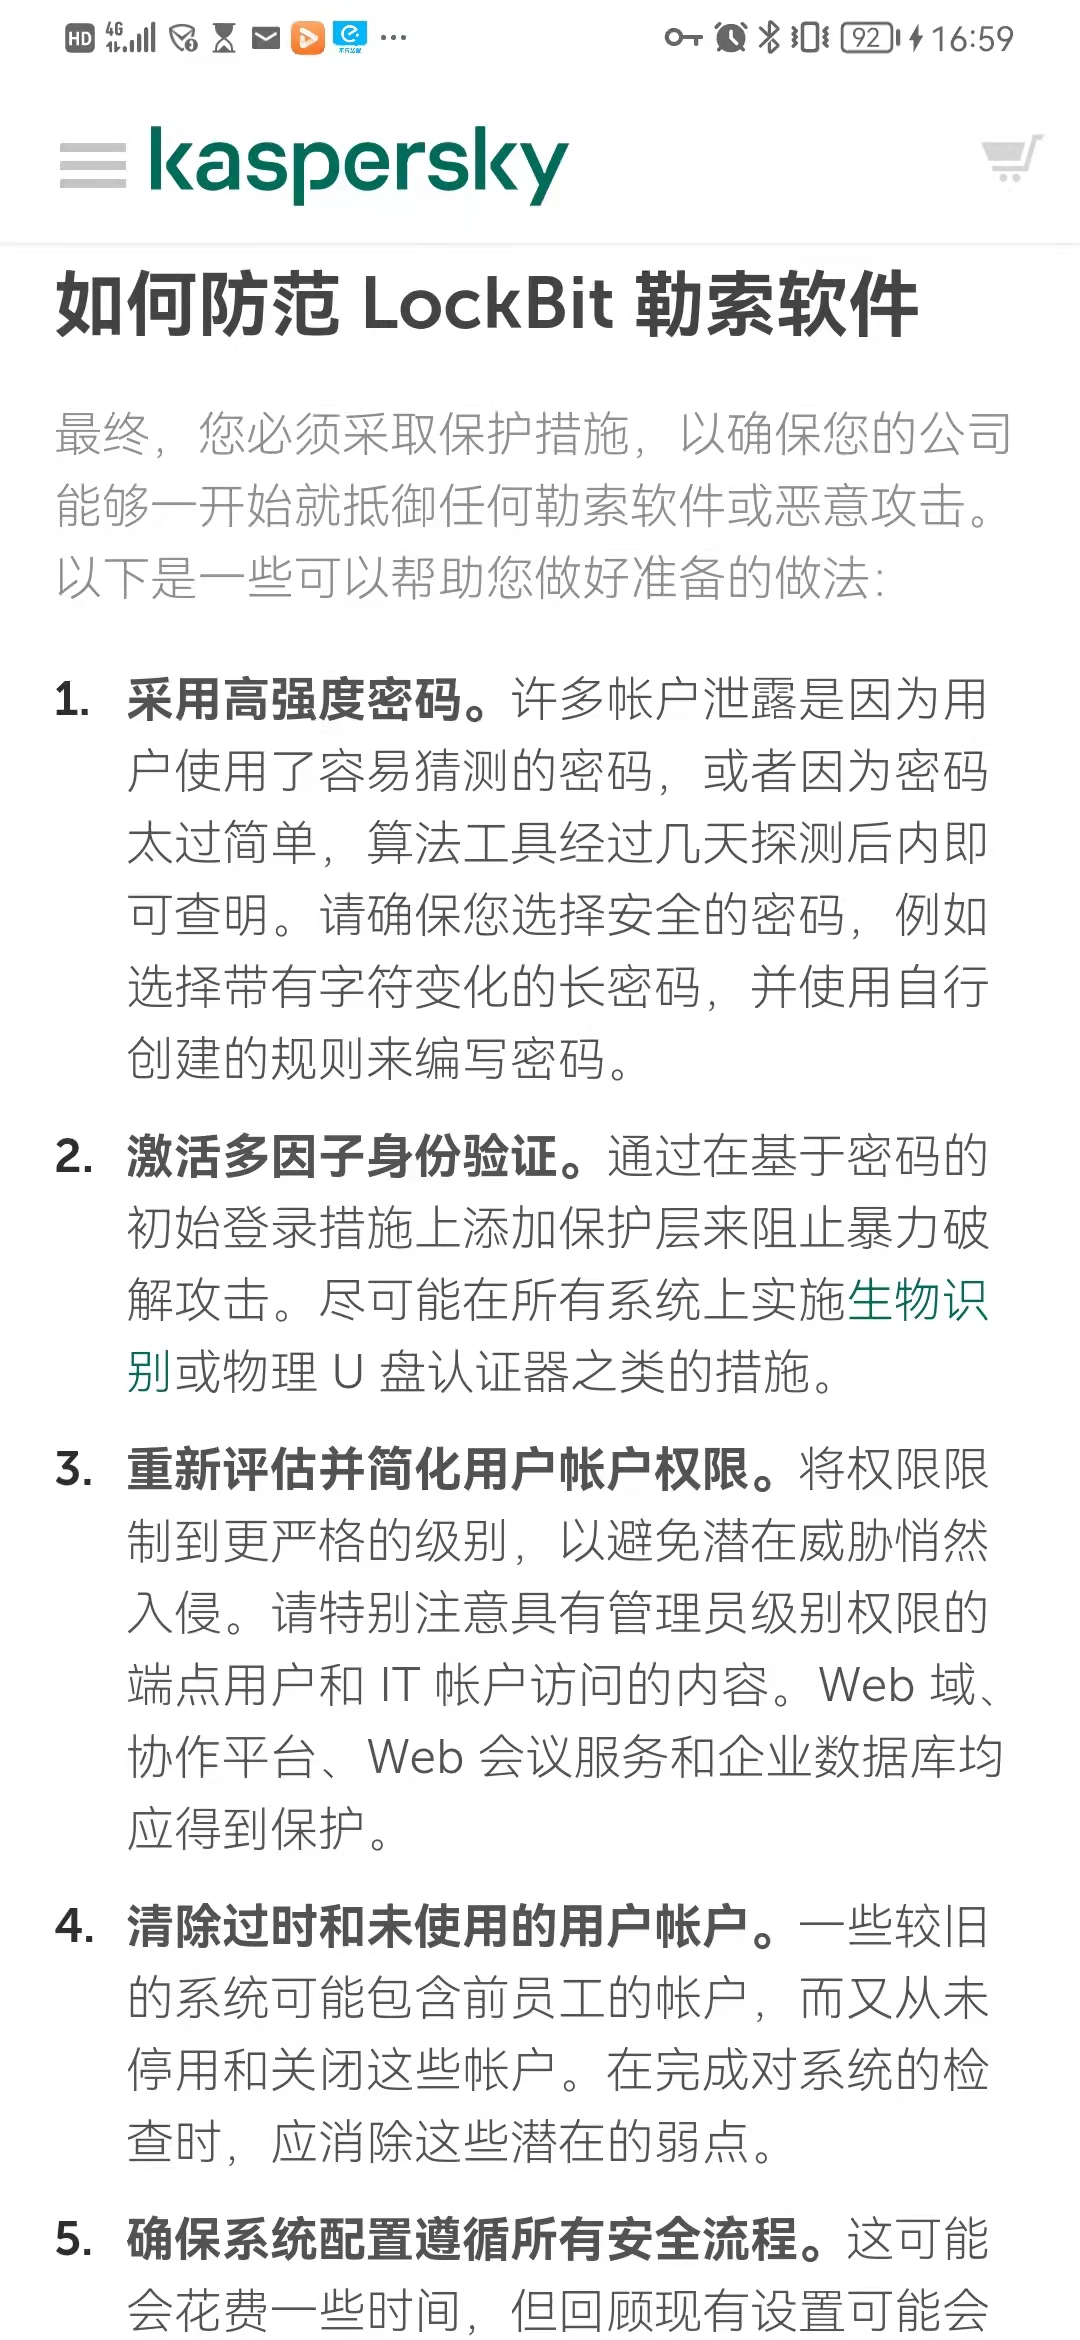 HD 4G 92 16:59
kaspersky
如何防范 LockBit 勒索软件
最终，您必须采取保护措施，以确保您的公司
能够一开始就抵御任何勒索软件或恶意攻击。
以下是一些可以帮助您做好准备的做法：
1. 采用高强度密码。许多帐户泄露是因为用
户使用了容易猜测的密码，或者因为密码
太过简单，算法工具经过几天探测后内即
可查明。请确保您选择安全的密码，例如
选择带有字符变化的长密码，并使用自行
创建的规则来编写密码。
2. 激活多因子身份验证。通过在基于密码的
初始登录措施上添加保护层来阻止暴力破
解攻击。尽可能在所有系统上实施生物识
别或物理 U 盘认证器之类的措施。
3. 重新评估并简化用户帐户权限。将权限限
制到更严格的级别，以避免潜在威胁悄然
入侵。请特别注意具有管理员级别权限的
端点用户和 IT 帐户访问的内容。Web 域、
协作平台、Web 会议服务和企业数据库均
应得到保护。
4. 清除过时和未使用的用户帐户。一些较旧
的系统可能包含前员工的帐户，而又从未
停用和关闭这些帐户。在完成对系统的检
查时，应消除这些潜在的弱点。
5. 确保系统配置遵循所有安全流程。这可能
会花费一些时间，但回顾现有设置可能会